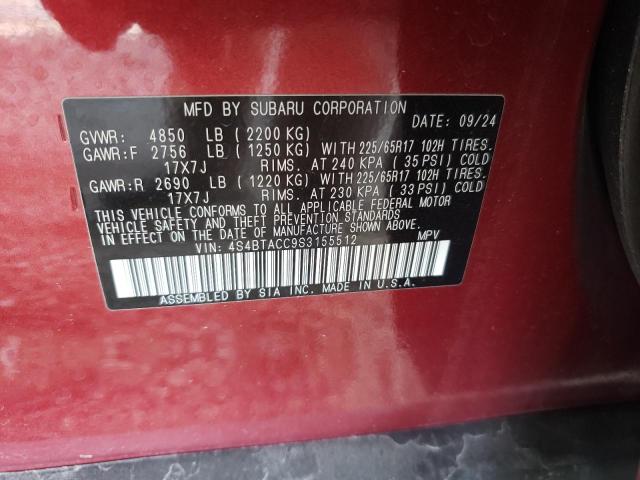 MFD BY SUBARU CORPORATION
DATE: 09/24
GVWR: 4850 LB (2200 KG)
GAWR:F 2756 LB (1250 KG) WITH 225/65R17 102H TIRES.
17X7J RIMS. AT 240 KPA (35 PSI) COLD
GAWR:R 2690 LB (1220 KG) WITH 225/65R17 102H TIRES.
17X7J RIMS. AT 230 KPA (33 PSI) COLD
THIS VEHICLE CONFORMS TO ALL APPLICABLE FEDERAL MOTOR
VEHICLE SAFETY AND THEFT PREVENTION STANDARDS
IN EFFECT ON THE DATE OF MANUFACTURE SHOWN ABOVE.
VIN: 4S4BTACC9S3155512 MPV
ASSEMBLED BY SIA INC. MADE IN U.S.A.